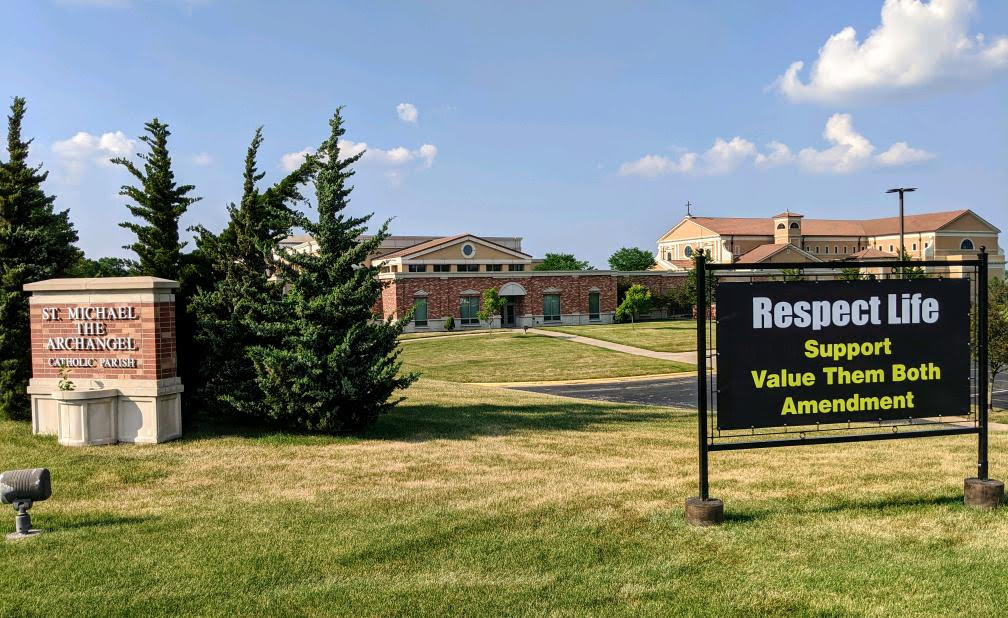 ST. MICHAEL
THE
ARCHANGEL
CATHOLIC PARISH
Respect Life
Support
Value Them Both
Amendment